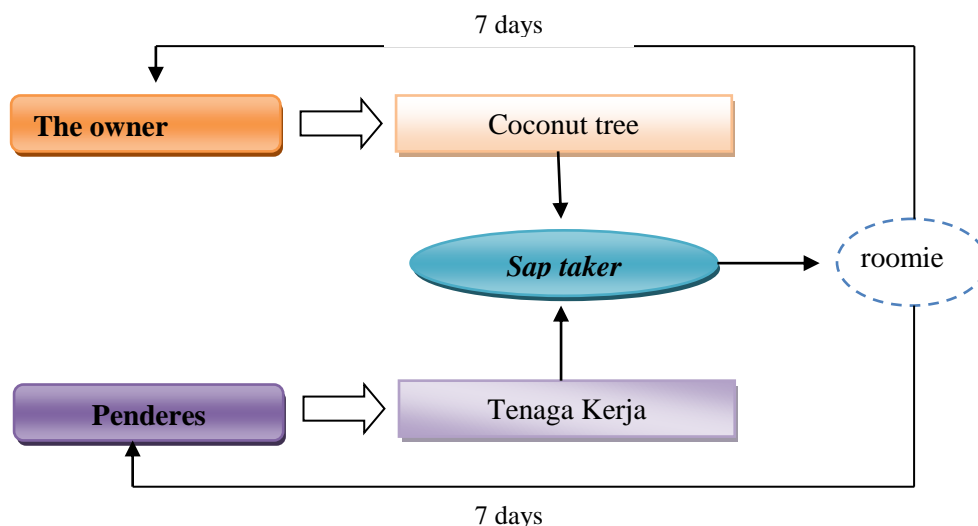 7 days
The owner
Coconut tree
Sap taker
roomie
Penderes
Tenaga Kerja
7 days